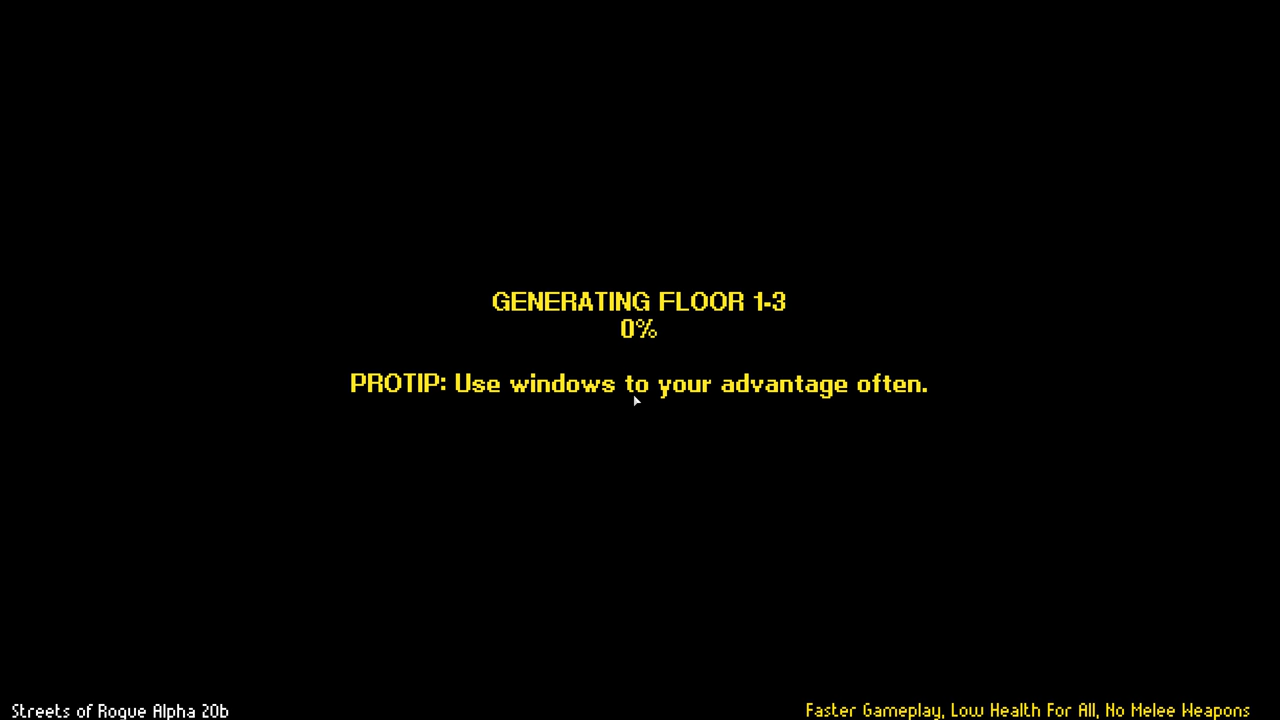 GENERATING FLOOR 1-3
0%
PROTIP: Use windows to your advantage often.
Streets of Rogue Alpha 20b
Faster Gameplay, Low Health For All, No Melee Weapons